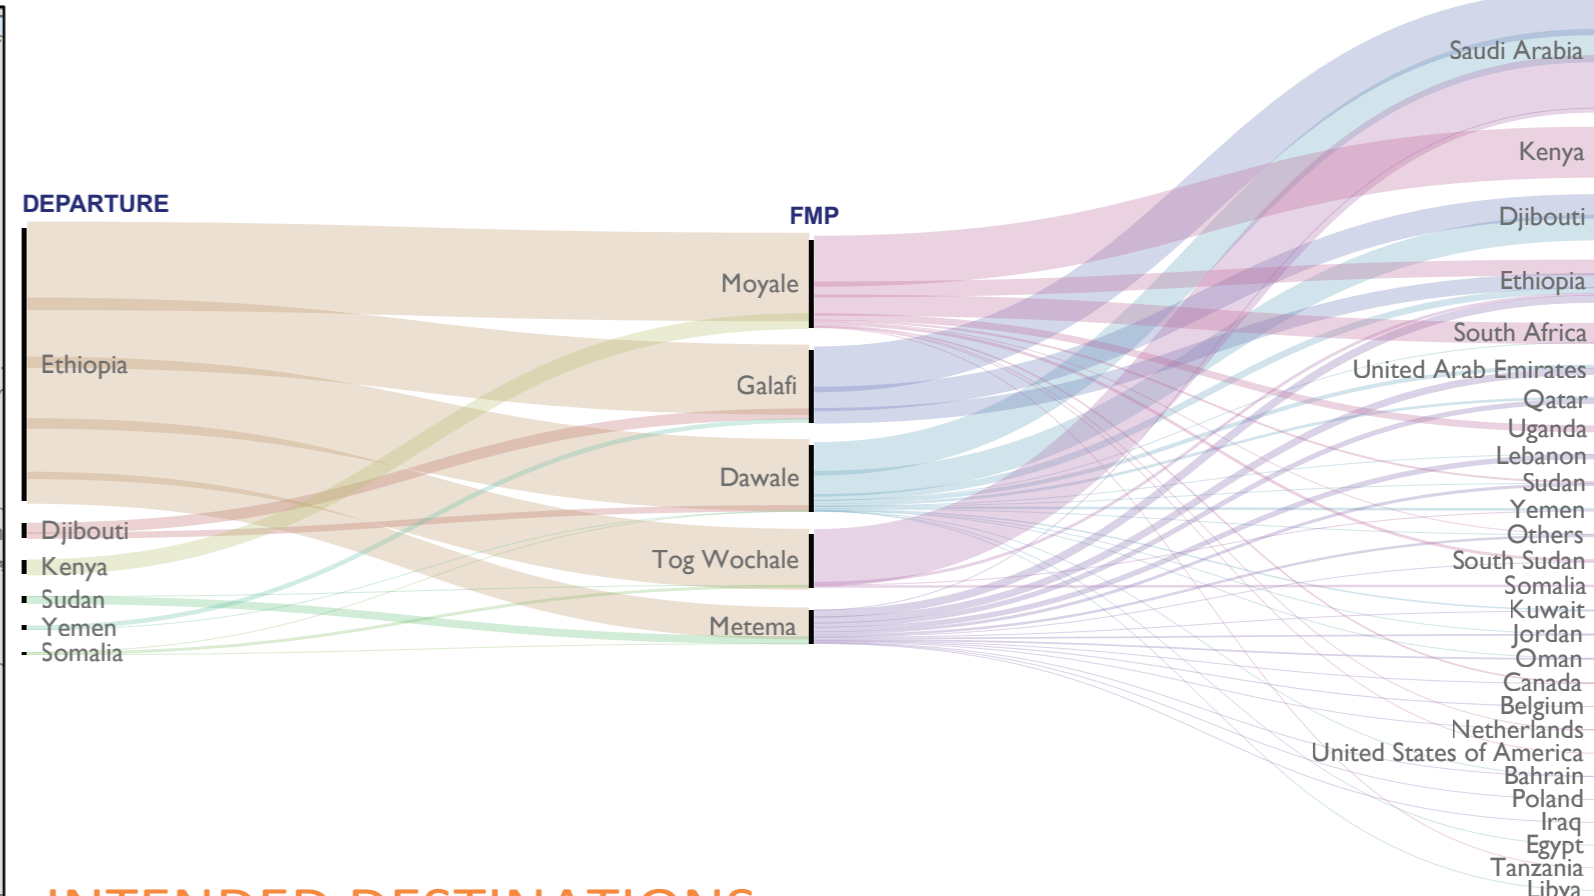 DEPARTURE
Ethiopia
Djibouti
Kenya
Sudan
Yemen
Somalia
FMP
Moyale
Galafi
Dawale
Tog Wochale
Metema
Saudi Arabia
Kenya
Djibouti
Ethiopia
South Africa
United Arab Emirates
Qatar
Uganda
Lebanon
Sudan
Yemen
Others
South Sudan
Somalia
Kuwait
Jordan
Oman
Canada
Belgium
Netherlands
United States of America
Bahrain
Poland
Iraq
Egypt
Tanzania
Libya
INTENDED DESTINATIONS